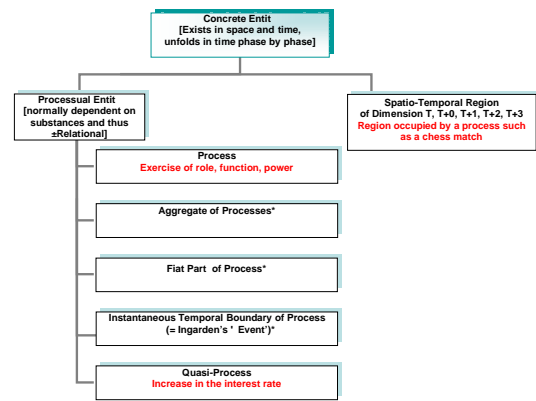 Concrete Entit
[Exists in space and time,
unfolds in time phase by phase]
Processual Entit
[normally dependent on
substances and thus
±Relational]
Spatio-Temporal Region
of Dimension T, T+0, T+1, T+2, T+3
Region occupied by a process such
as a chess match
Process
Exercise of role, function, power
Aggregate of Processes*
Fiat Part of Process*
Instantaneous Temporal Boundary of Process
(= Ingarden's ' Event')*
Quasi-Process
Increase in the interest rate